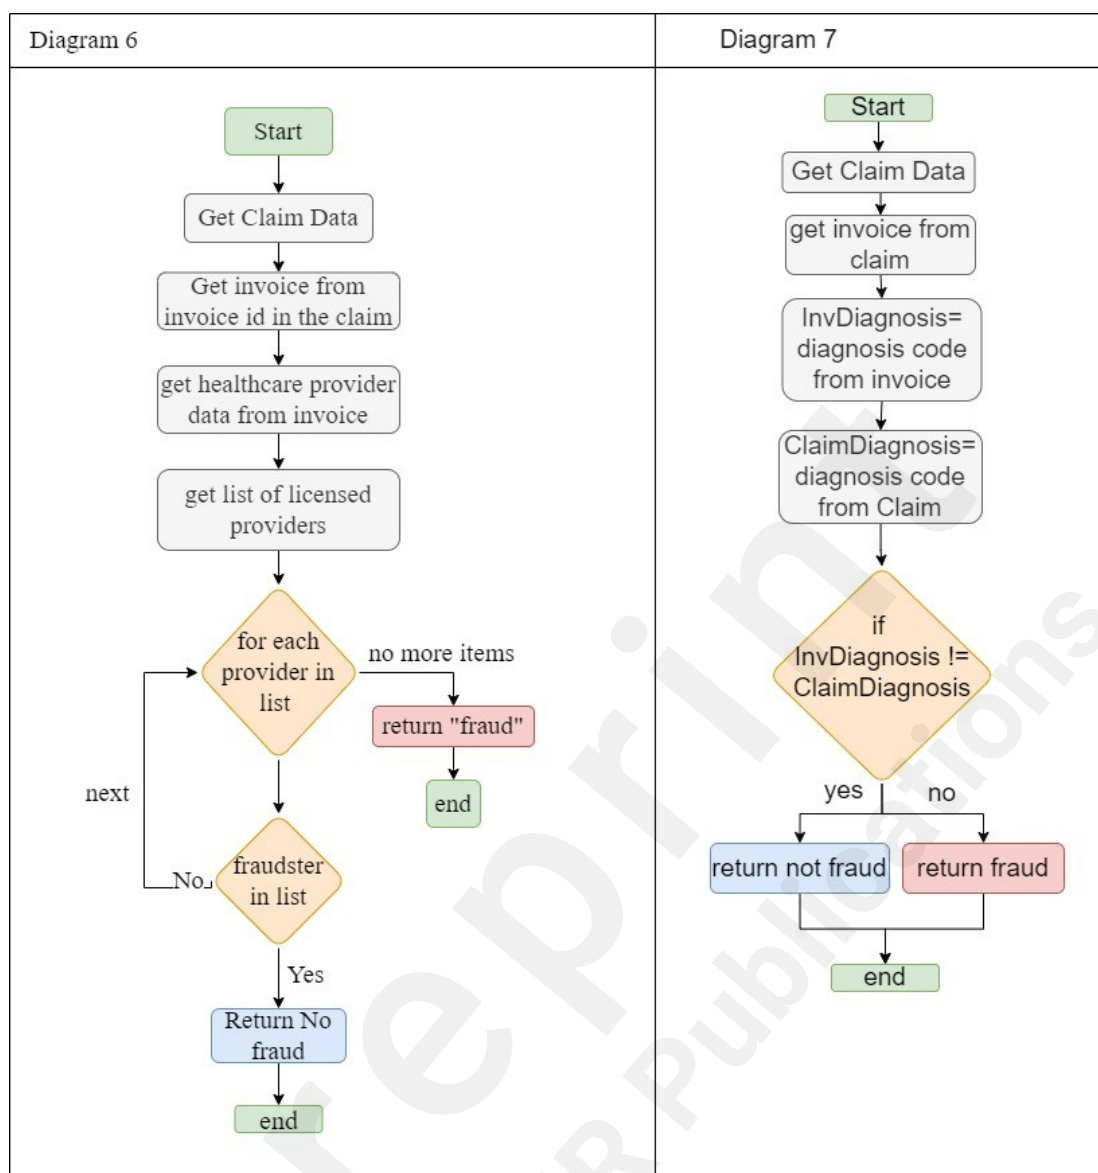 Diagram 6
Start
Get Claim Data
Get invoice from
invoice id in the claim
get healthcare provider
data from invoice
get list of licensed
providers
for each
provider in
list
no more items
return "fraud"
end
next
fraudster
in list
No
Yes
Return No
fraud
end
Diagram 7
Start
Get Claim Data
get invoice from
claim
InvDiagnosis=
diagnosis code
from invoice
ClaimDiagnosis=
diagnosis code
from Claim
if
InvDiagnosis !=
ClaimDiagnosis
yes
no
return not fraud
return fraud
end
reprint
R Publications